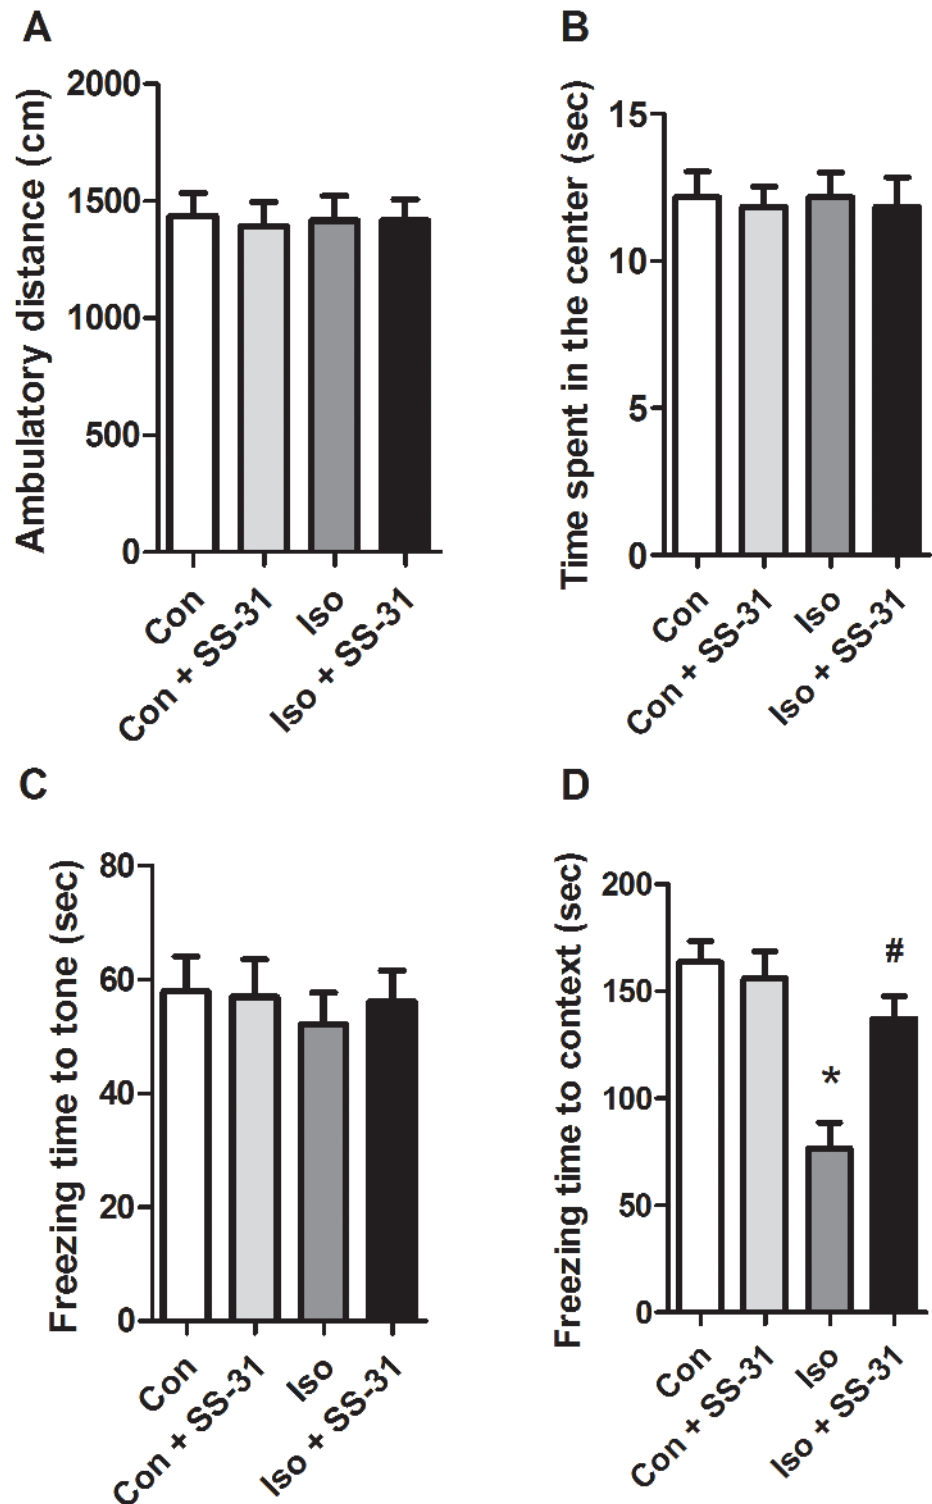 A
Ambulatory distance (cm)
2000
1500
1000
500
0
Con
Con + SS-31
Iso
Iso + SS-31
B
Time spent in the center (sec)
15
10
5
0
Con
Con + SS-31
Iso
Iso + SS-31
C
Freezing time to tone (sec)
80
60
40
20
0
Con
Con + SS-31
Iso
Iso + SS-31
D
Freezing time to context (sec)
200
150
100
50
0
*
#
Con
Con + SS-31
Iso
Iso + SS-31